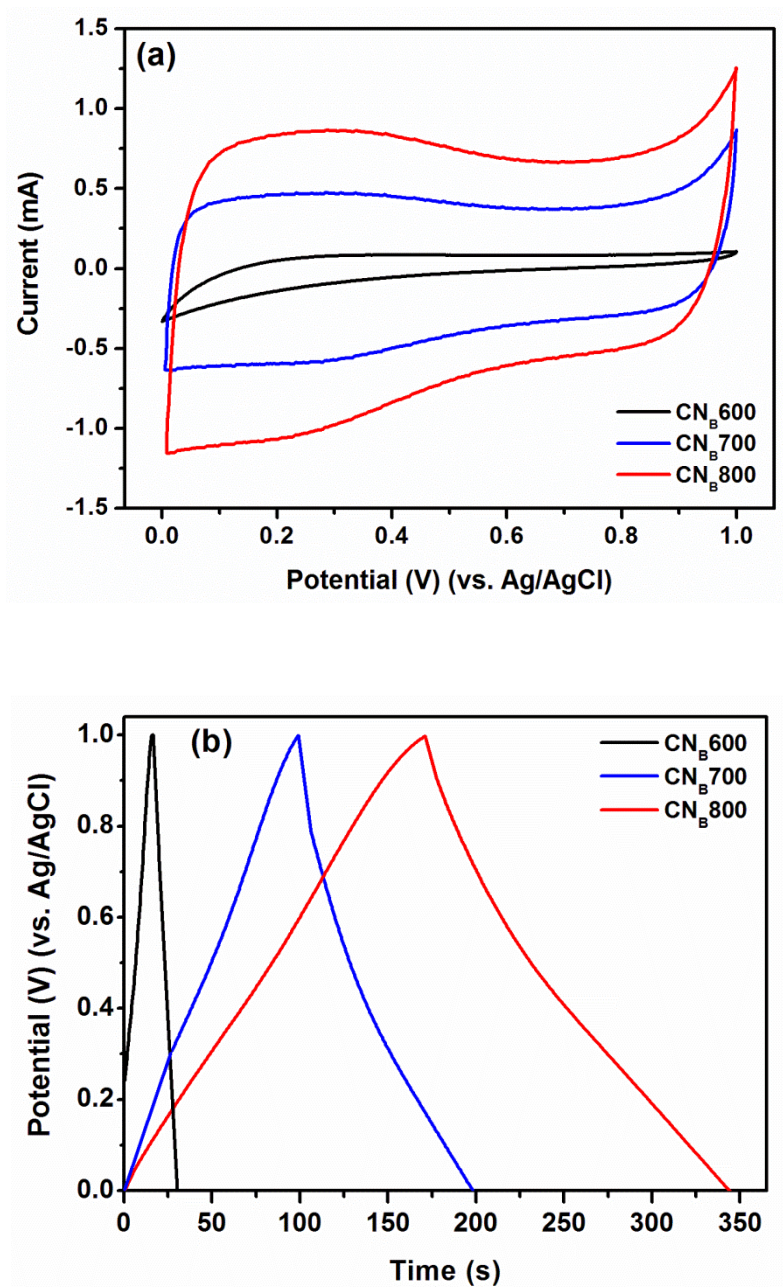 (a)
1.5
1.0
0.5
0.0
-0.5
-1.0
-1.5
Current (mA)
CNB600
CNB700
CNB800
0.0 0.2 0.4 0.6 0.8 1.0
Potential (V) (vs. Ag/AgCl)
(b)
1.0
0.8
0.6
0.4
0.2
0.0
Potential (V) (vs. Ag/AgCl)
CNB600
CNB700
CNB800
0 50 100 150 200 250 300 350
Time (s)